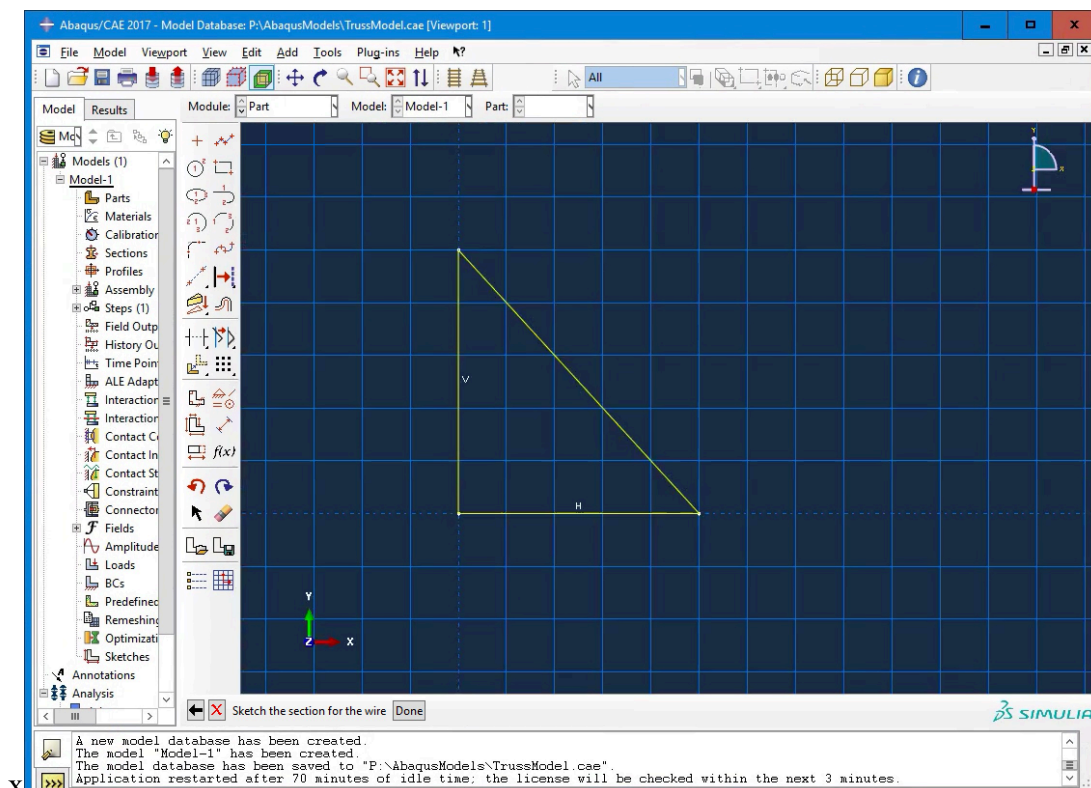 Abaqus/CAE 2017 - Model Database: P:\AbaqusModels\TrussModel.cae [Viewport: 1]
File Model Viewport View Edit Add Tools Plug-ins Help
All
Model Results
Module: Part Model: Model-1 Part:
Models (1)
Model-1
Parts
Materials
Calibration
Sections
Profiles
Assembly
Steps (1)
Field Outp
History Ou
Time Poin
ALE Adapt
Interaction
Interaction
Contact Co
Contact In
Contact St
Constraint
Connector
Fields
Amplitude
Loads
BCs
Predefined
Remeshing
Optimizati
Sketches
Annotations
Analysis
f(x)
V
H
Y
Z X
Sketch the section for the wire Done
SIMULIA
A new model database has been created.
The model "Model-1" has been created.
The model database has been saved to "P:\AbaqusModels\TrussModel.cae".
Application restarted after 70 minutes of idle time; the license will be checked within the next 3 minutes.
x